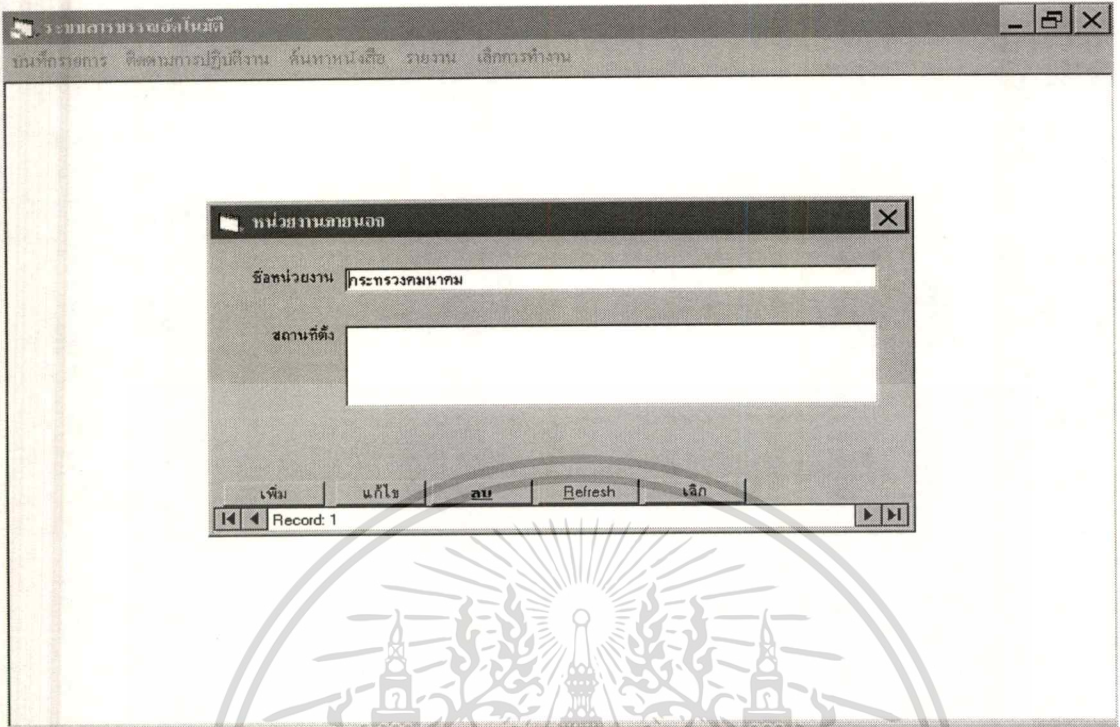 ระบบสารบรรณอัตโนมัติ
บันทึกรายการ ติดตามการปฏิบัติงาน ค้นหาหนังสือ รายงาน เลิกการทำงาน
หน่วยงานภายนอก
ชื่อหน่วยงาน กระทรวงคมนาคม
สถานที่ตั้ง
เพิ่ม แก้ไข ลบ Refresh เลิก
Record: 1